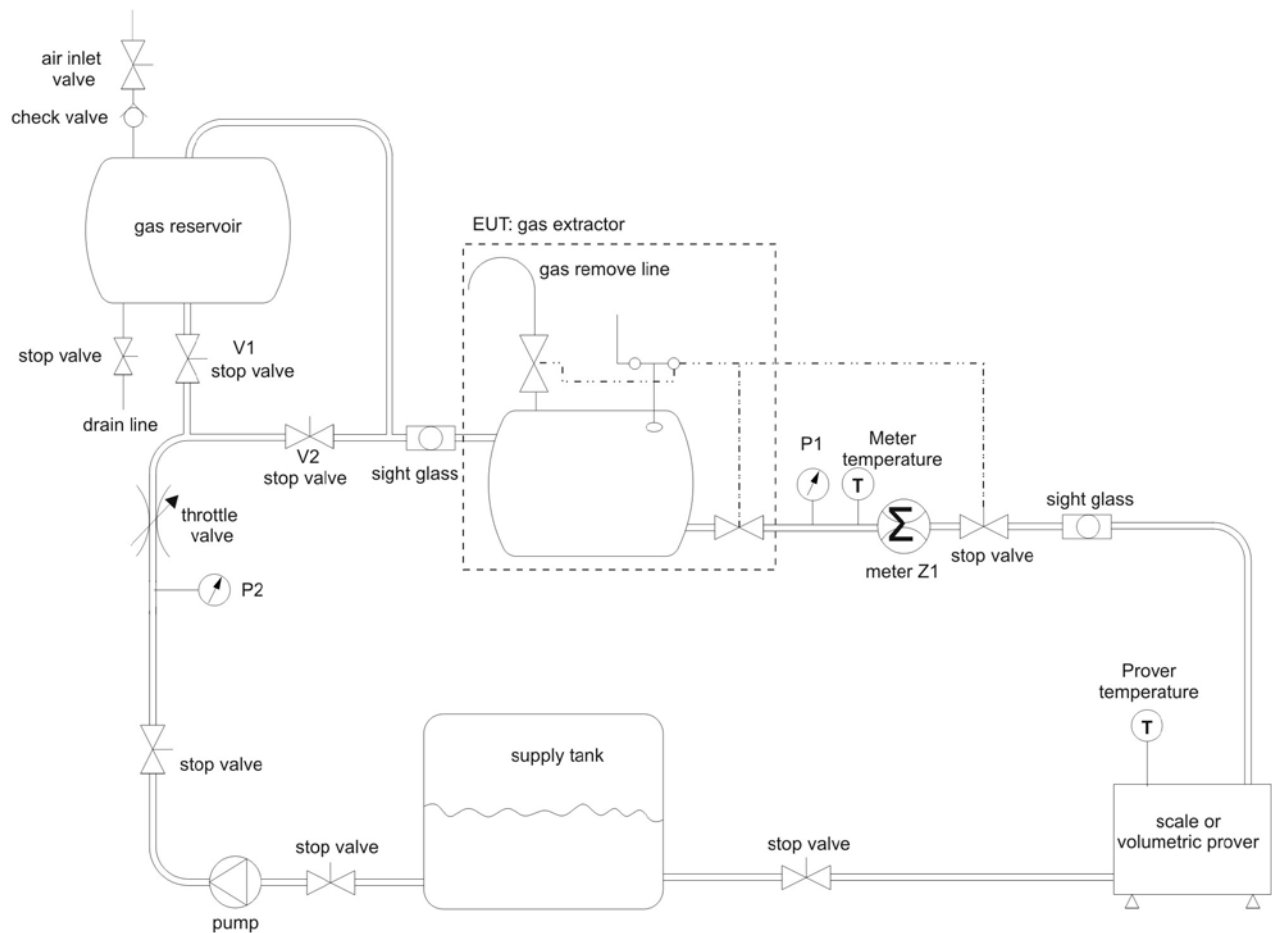 air inlet
valve
check valve
gas reservoir
EUT: gas extractor
gas remove line
stop valve
V1
stop valve
drain line
V2
stop valve
sight glass
throttle
valve
P2
P1
Meter
temperature
T
Σ
meter Z1
stop valve
sight glass
Prover
temperature
T
stop valve
supply tank
scale or
volumetric prover
stop valve
stop valve
pump